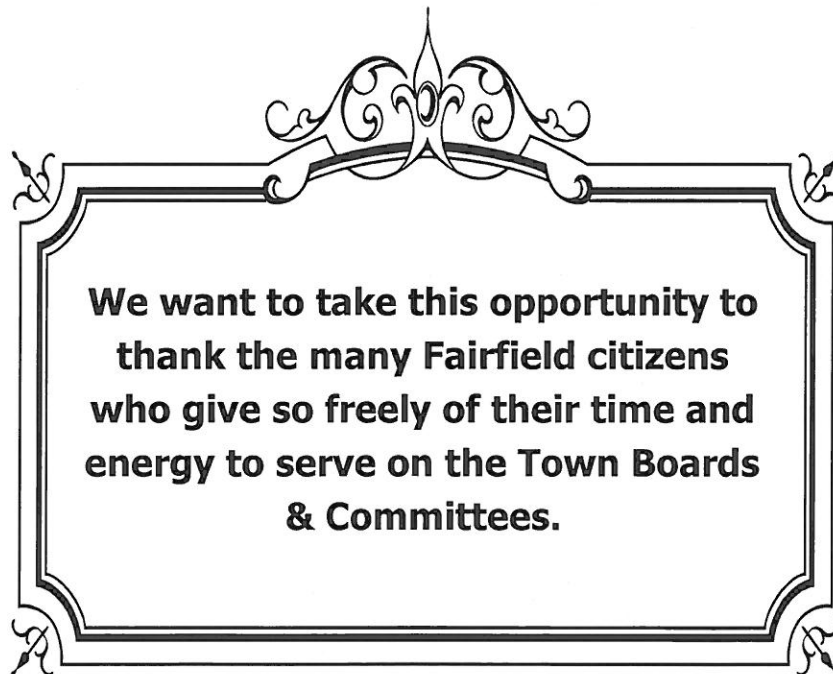 We want to take this opportunity to
thank the many Fairfield citizens
who give so freely of their time and
energy to serve on the Town Boards
& Committees.